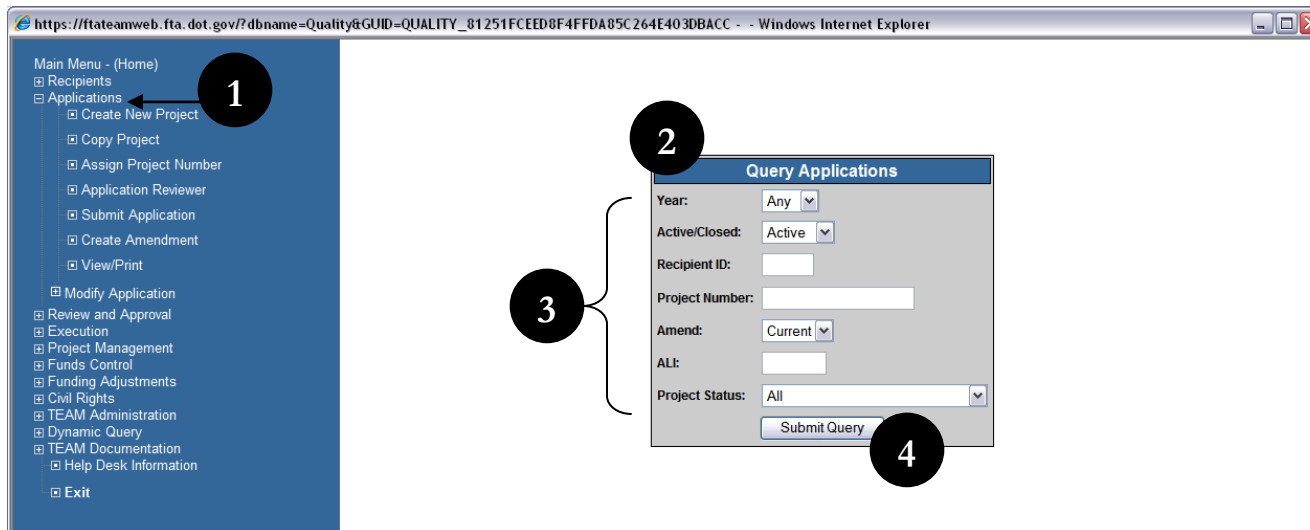 https://ftateamweb.fta.dot.gov/?dbname=Quality&GUID=QUALITY_81251FCEED8F4FFDA85C264E403DBACC - - Windows Internet Explorer
Main Menu - (Home)
Recipients
Applications
1
Create New Project
Copy Project
Assign Project Number
Application Reviewer
Submit Application
Create Amendment
View/Print
Modify Application
Review and Approval
Execution
Project Management
Funds Control
Funding Adjustments
Civil Rights
TEAM Administration
Dynamic Query
TEAM Documentation
Help Desk Information
Exit
2
Query Applications
3
Year: Any
Active/Closed: Active
Recipient ID:
Project Number:
Amend: Current
ALI:
Project Status: All
Submit Query
4